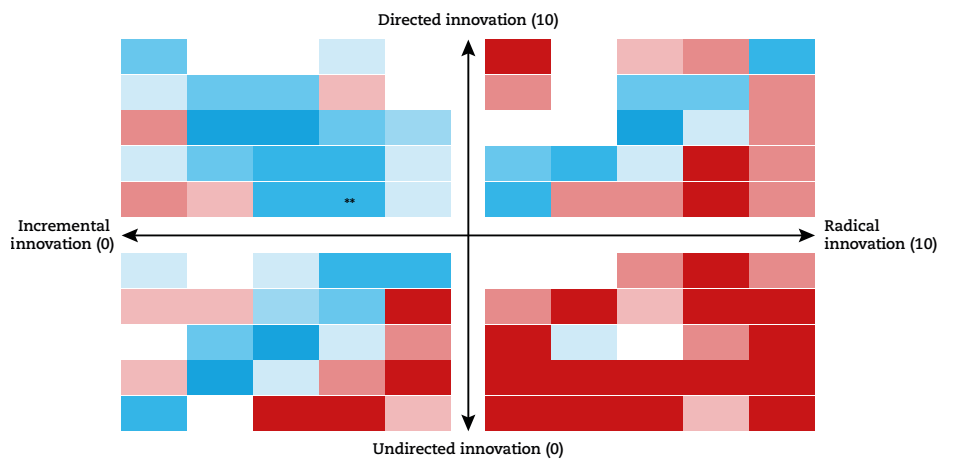 Directed innovation (10)
**
Incremental
innovation (0)
Radical
innovation (10)
Undirected innovation (0)